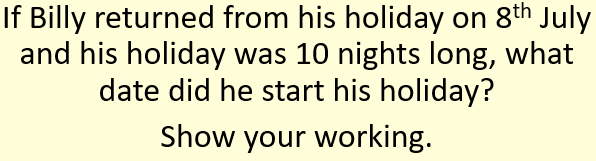 If Billy returned from his holiday on 8th July
and his holiday was 10 nights long, what
date did he start his holiday?
Show your working.